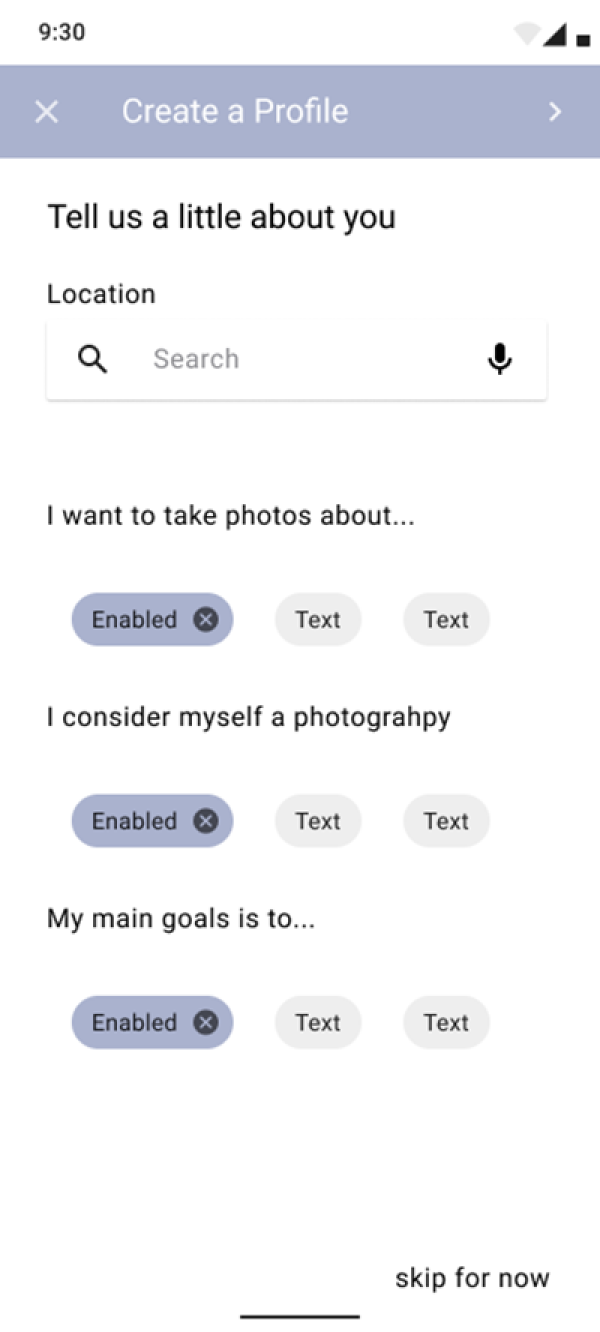 9:30
Create a Profile
Tell us a little about you
Location
Search
I want to take photos about...
Enabled Text Text
I consider myself a photograhpy
Enabled Text Text
My main goals is to...
Enabled Text Text
skip for now